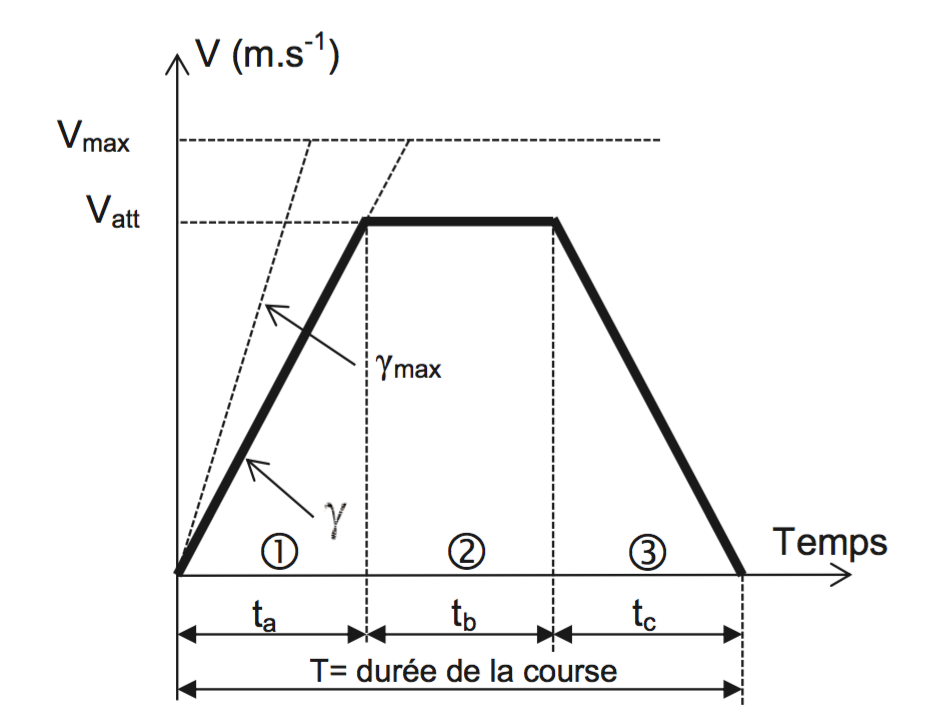 V (m.s⁻¹)
Vmax
Vatt
γmax
γ
① ② ③
Temps
ta tb tc
T= durée de la course